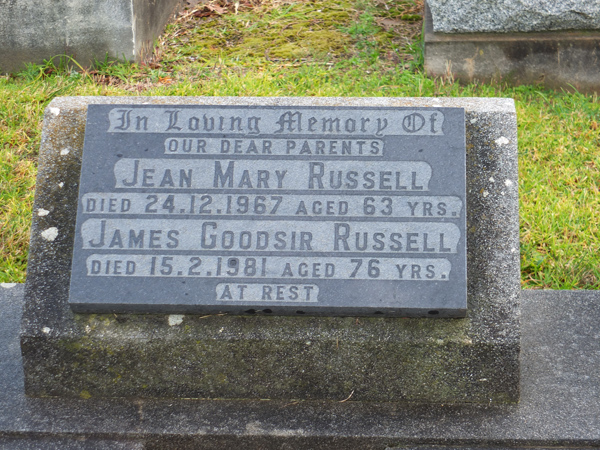 In Loving Memory Of
OUR DEAR PARENTS
JEAN MARY RUSSELL
DIED 24.12.1967 AGED 63 YRS.
JAMES GOODSIR RUSSELL
DIED 15.2.1981 AGED 76 YRS.
AT REST